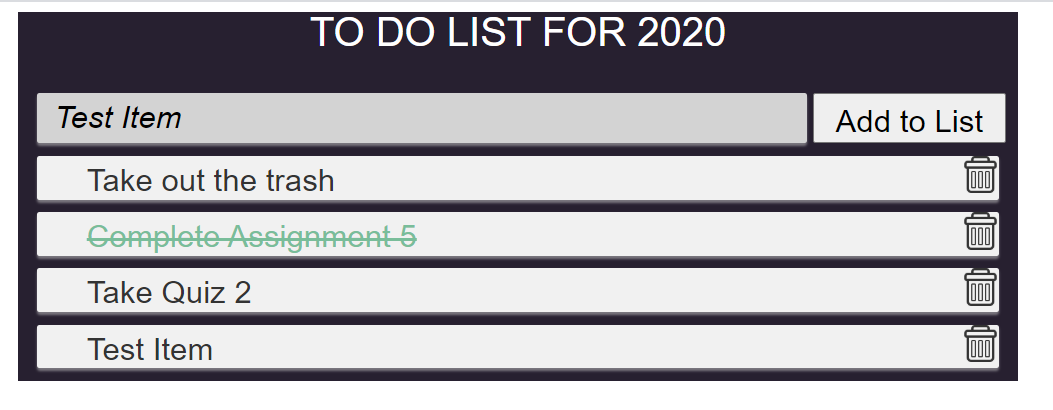 TO DO LIST FOR 2020
Test Item
Add to List
Take out the trash
Complete Assignment 5
Take Quiz 2
Test Item